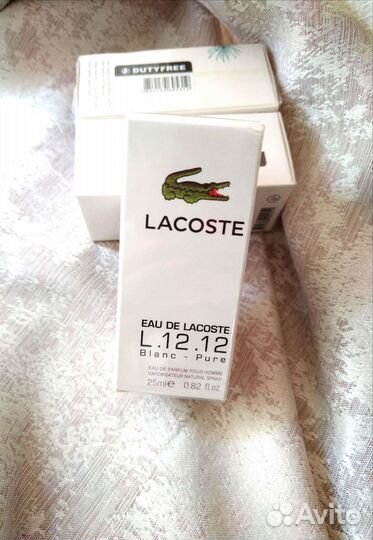 DUTYFREE
LACOSTE
EAU DE LACOSTE
L.12.12
Blanc - Pure
EAU DE PARFUM POUR HOMME
VAPORISATEUR NATURAL SPRAY
25ml e 0.82 fl.oz
Avito